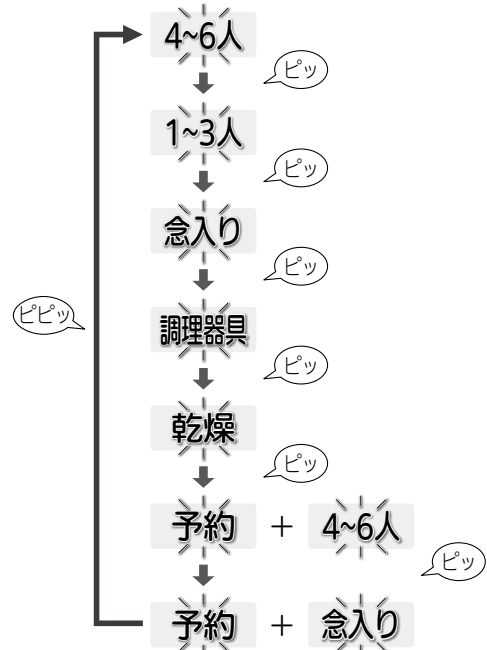 4~6人
ピッ
1~3人
ピッ
念入り
ピッ
ピピッ
調理器具
ピッ
乾燥
ピッ
予約 + 4~6人
ピッ
予約 + 念入り